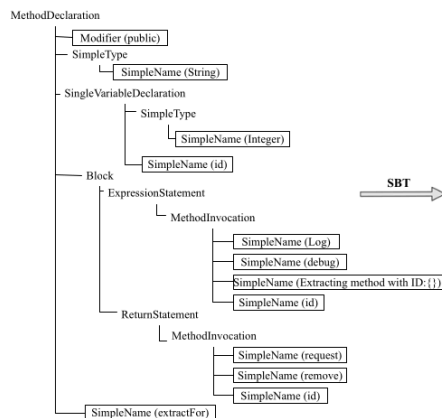 MethodDeclaration
Modifier (public)
SimpleType
SimpleName (String)
SingleVariableDeclaration
SimpleType
SimpleName (Integer)
SimpleName (id)
Block
SBT
ExpressionStatement
MethodInvocation
SimpleName (Log)
SimpleName (debug)
SimpleName (Extracting method with ID:{})
SimpleName (id)
ReturnStatement
MethodInvocation
SimpleName (request)
SimpleName (remove)
SimpleName (id)
SimpleName (extractFor)